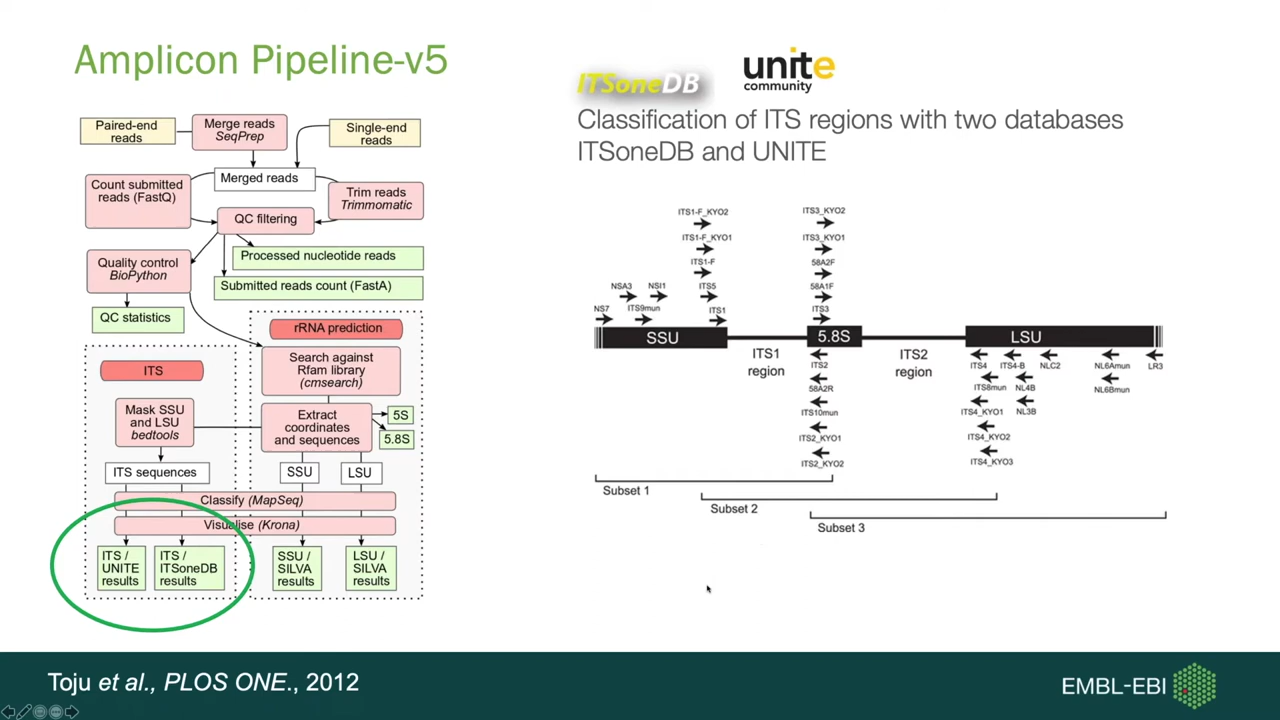 Amplicon Pipeline-v5
Paired-end
reads
Merge reads
SeqPrep
Single-end
reads
Count submitted
reads (FastQ)
Merged reads
Trim reads
Trimmomatic
QC filtering
Quality control
BioPython
Processed nucleotide reads
Submitted reads count (FastA)
QC statistics
rRNA prediction
ITS
Search against
Rfam library
(cmsearch)
Mask SSU
and LSU
bedtools
Extract
coordinates
and sequences
5S
5.8S
ITS sequences
SSU
LSU
Classify (MapSeq)
Visualise (Krona)
ITS /
UNITE
results
ITS /
ITSoneDB
results
SSU /
SILVA
results
LSU /
SILVA
results
ITSoneDB
unite
community
Classification of ITS regions with two databases
ITSoneDB and UNITE
ITS1-F_KYO2
ITS1-F_KYO1
ITS1-F
NSA3
NSI1
ITS5
NS7
ITS9mun
ITS1
ITS3_KYO2
ITS3_KYO1
58A2F
58A1F
ITS3
SSU
5.8S
LSU
ITS1
region
ITS2
region
ITS2
58A2R
ITS10mun
ITS2_KYO1
ITS2_KYO2
ITS4
ITS4-B
NLC2
NL6Amun
LR3
ITS8mun
NL4B
NL6Bmun
ITS4_KYO1
NL3B
ITS4_KYO2
ITS4_KYO3
Subset 1
Subset 2
Subset 3
Toju et al., PLOS ONE., 2012
EMBL-EBI